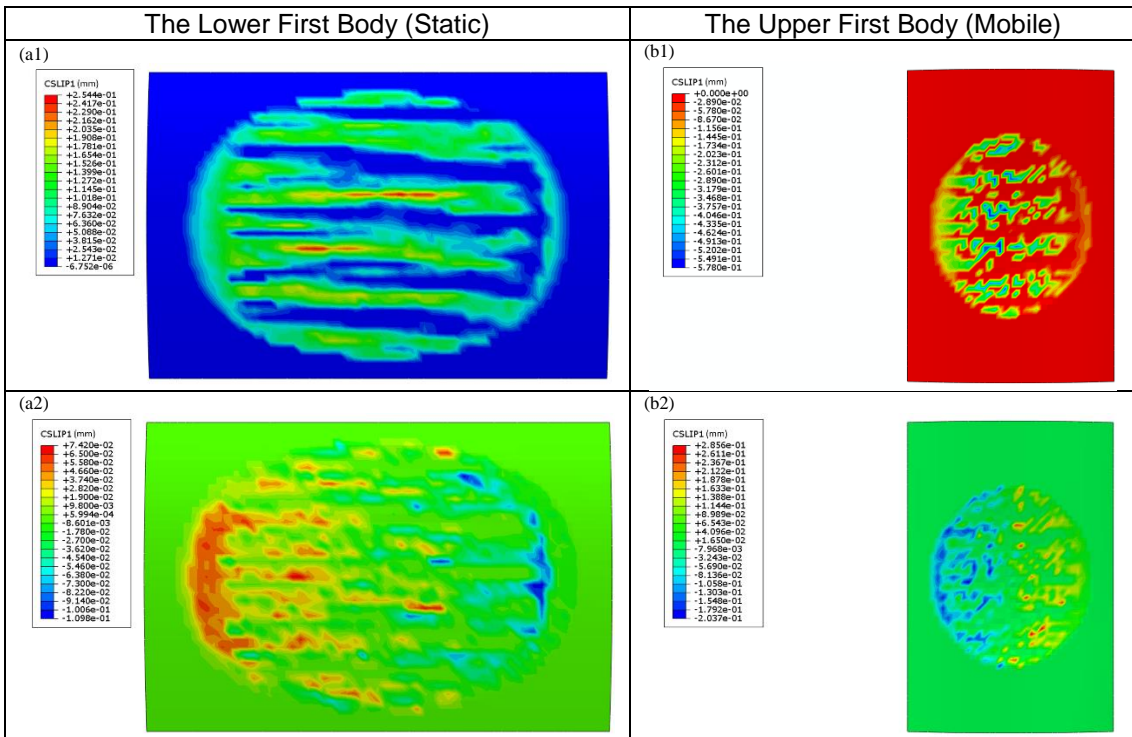 The Lower First Body (Static)
The Upper First Body (Mobile)
(a1)
CSLIP1 (mm)
+2.544e-01
+2.417e-01
+2.290e-01
+2.162e-01
+2.035e-01
+1.908e-01
+1.781e-01
+1.654e-01
+1.526e-01
+1.399e-01
+1.272e-01
+1.145e-01
+1.018e-01
+8.904e-02
+7.632e-02
+6.360e-02
+5.088e-02
+3.815e-02
+2.543e-02
+1.271e-02
-6.752e-06
(b1)
CSLIP1 (mm)
+0.000e+00
-2.890e-02
-5.780e-02
-8.670e-02
-1.156e-01
-1.445e-01
-1.734e-01
-2.023e-01
-2.312e-01
-2.601e-01
-2.890e-01
-3.179e-01
-3.468e-01
-3.757e-01
-4.046e-01
-4.335e-01
-4.624e-01
-4.913e-01
-5.202e-01
-5.491e-01
-5.780e-01
(a2)
CSLIP1 (mm)
+7.420e-02
+6.500e-02
+5.580e-02
+4.660e-02
+3.740e-02
+2.820e-02
+1.900e-02
+9.800e-03
+5.994e-04
-8.601e-03
-1.780e-02
-2.700e-02
-3.620e-02
-4.540e-02
-5.460e-02
-6.380e-02
-7.300e-02
-8.220e-02
-9.140e-02
-1.006e-01
-1.098e-01
(b2)
CSLIP1 (mm)
+2.856e-01
+2.611e-01
+2.367e-01
+2.122e-01
+1.878e-01
+1.633e-01
+1.388e-01
+1.144e-01
+8.989e-02
+6.543e-02
+4.096e-02
+1.650e-02
-7.968e-03
-3.243e-02
-5.690e-02
-8.136e-02
-1.058e-01
-1.303e-01
-1.548e-01
-1.792e-01
-2.037e-01